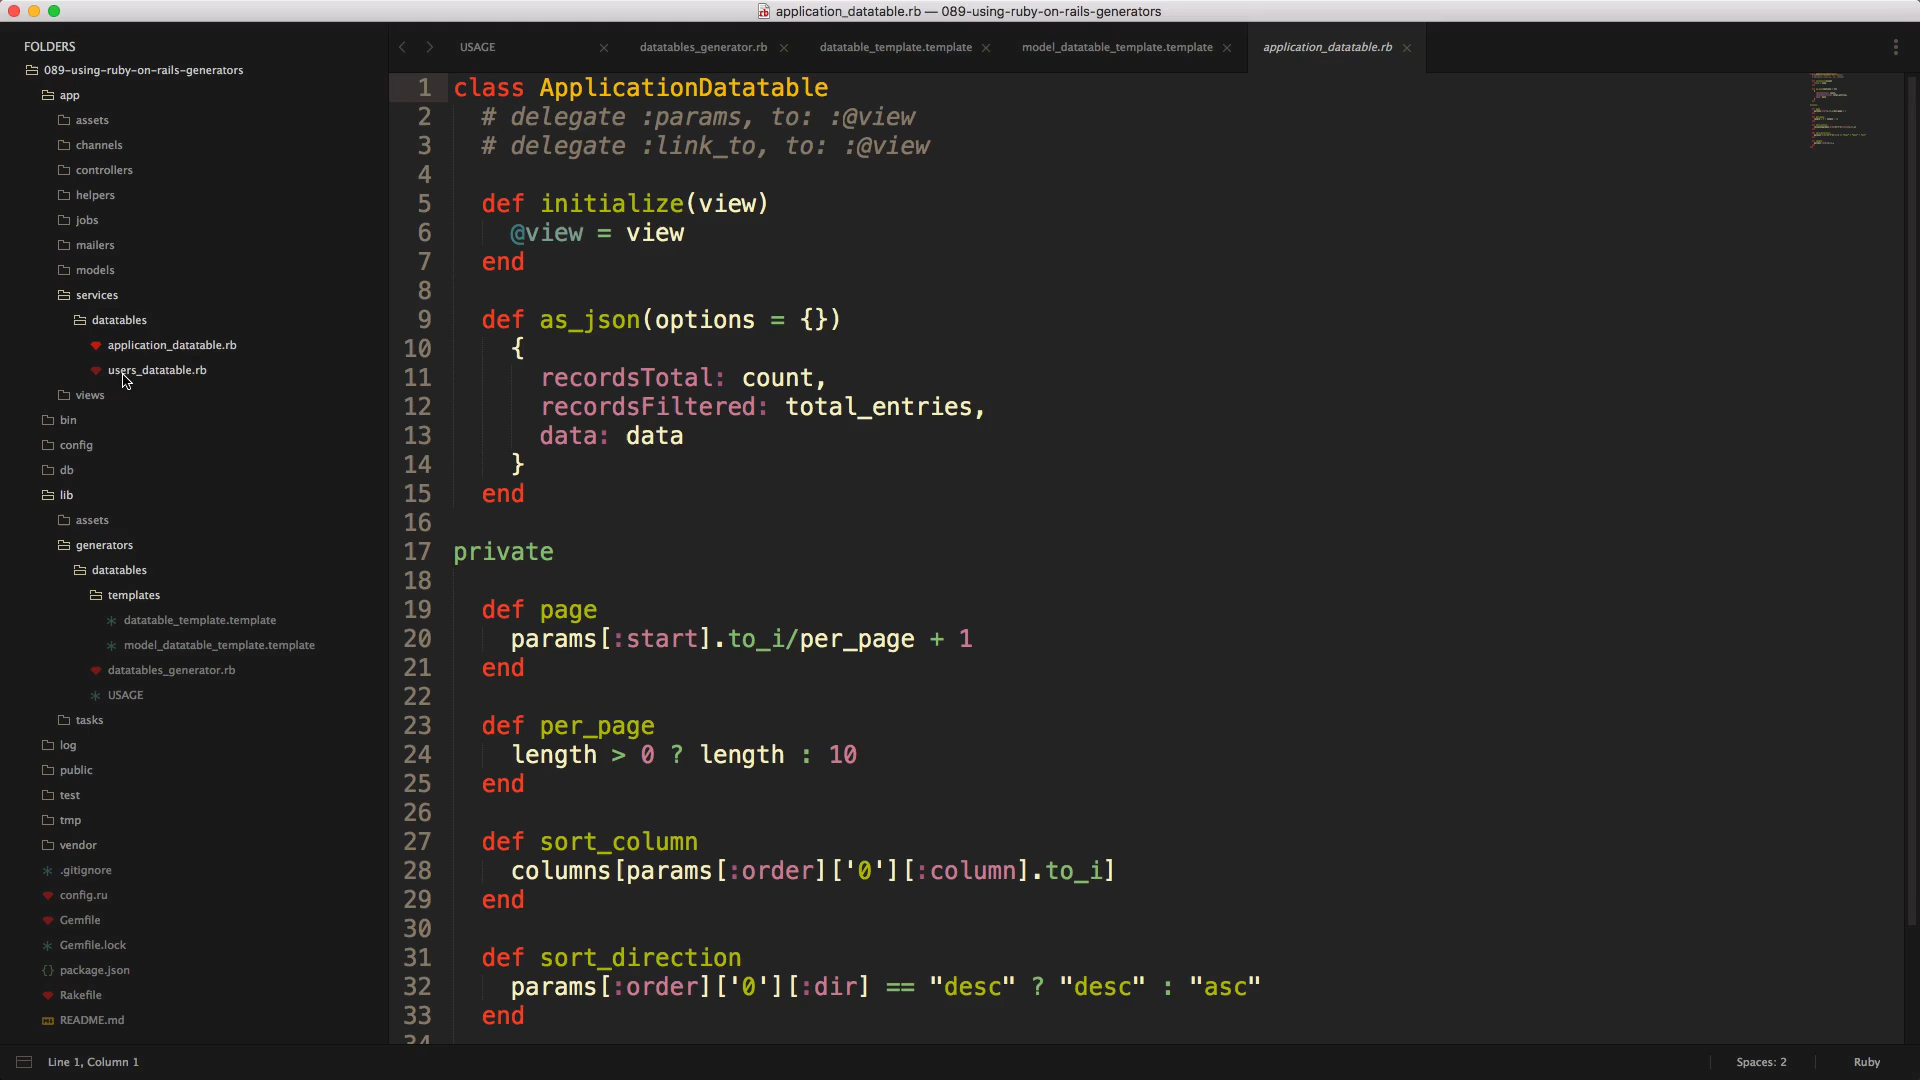 application_datatable.rb — 089-using-ruby-on-rails-generators
FOLDERS
089-using-ruby-on-rails-generators
app
assets
channels
controllers
helpers
jobs
mailers
models
services
datatables
application_datatable.rb
users_datatable.rb
views
bin
config
db
lib
assets
generators
datatables
templates
datatable_template.template
model_datatable_template.template
datatables_generator.rb
USAGE
tasks
log
public
test
tmp
vendor
.gitignore
config.ru
Gemfile
Gemfile.lock
package.json
Rakefile
README.md
USAGE datatables_generator.rb datatable_template.template model_datatable_template.template application_datatable.rb
1 class ApplicationDatatable
2 # delegate :params, to: :@view
3 # delegate :link_to, to: :@view
4
5 def initialize(view)
6 @view = view
7 end
8
9 def as_json(options = {})
10 {
11 recordsTotal: count,
12 recordsFiltered: total_entries,
13 data: data
14 }
15 end
16
17 private
18
19 def page
20 params[:start].to_i/per_page + 1
21 end
22
23 def per_page
24 length > 0 ? length : 10
25 end
26
27 def sort_column
28 columns[params[:order]['0'][:column].to_i]
29 end
30
31 def sort_direction
32 params[:order]['0'][:dir] == "desc" ? "desc" : "asc"
33 end
34
Line 1, Column 1
Spaces: 2
Ruby